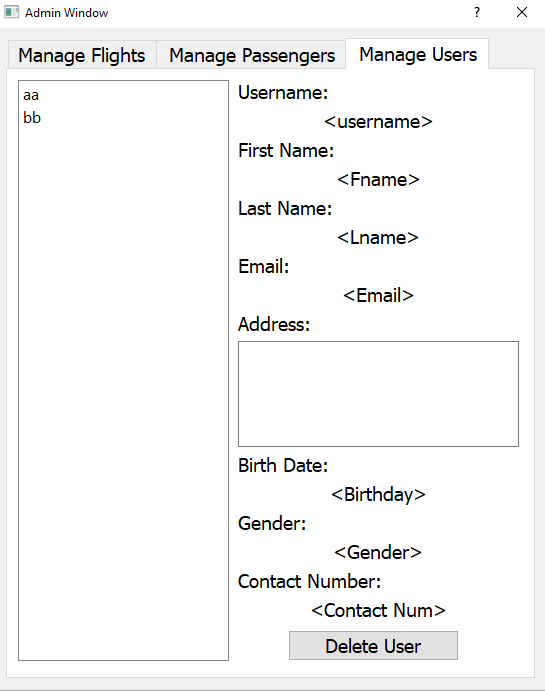 Admin Window
?
Manage Flights Manage Passengers Manage Users
aa
bb
Username:
<username>
First Name:
<Fname>
Last Name:
<Lname>
Email:
<Email>
Address:
Birth Date:
<Birthday>
Gender:
<Gender>
Contact Number:
<Contact Num>
Delete User